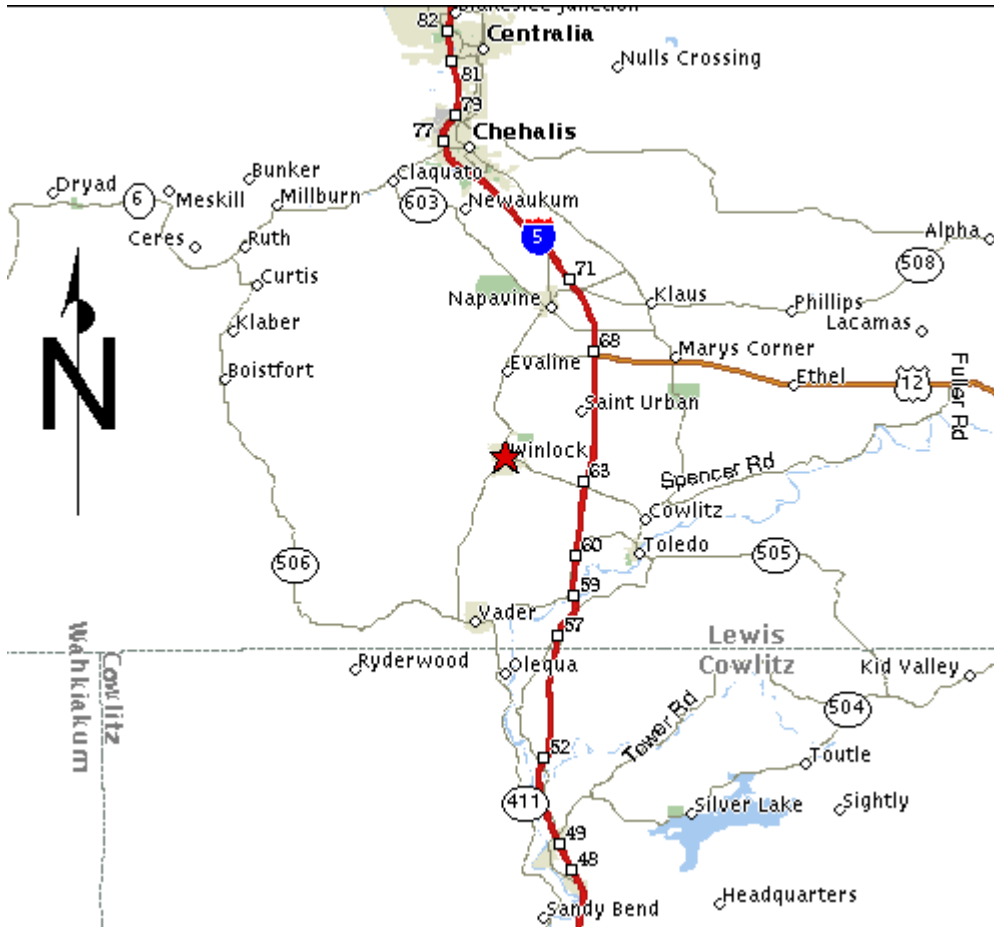 Blakeslee Junction
82
Centralia
Nulls Crossing
81
79
77
Chehalis
Bunker
Claquato
Dryad
6
Meskill
Millburn
603
Newaukum
Ceres
Ruth
5
Alpha
508
Curtis
71
Napavine
Klaus
Phillips
Klaber
Lacamas
68
Marys Corner
Evaline
Boistfort
Ethel
12
Fuller Rd
N
Saint Urban
Winlock
63
Spencer Rd
Cowlitz
60
Toledo
505
506
59
Vader
57
Lewis
Cowlitz
Wahkiakum
Cowlitz
Ryderwood
Olequa
Kid Valley
Tower Rd
504
52
Toutle
411
Silver Lake
Sightly
49
48
Headquarters
Sandy Bend